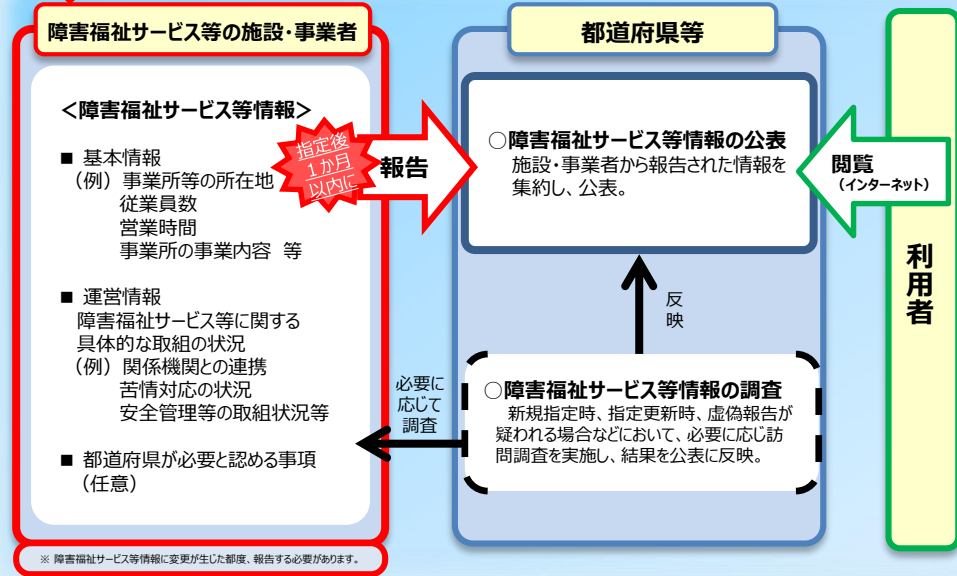 障害福祉サービス等の施設・事業者
＜障害福祉サービス等情報＞
■ 基本情報
（例）事業所等の所在地
従業員数
営業時間
事業所の事業内容 等
■ 運営情報
障害福祉サービス等に関する
具体的な取組の状況
（例）関係機関との連携
苦情対応の状況
安全管理等の取組状況等
■ 都道府県が必要と認める事項
（任意）
※ 障害福祉サービス等情報に変更が生じた都度、報告する必要があります。
指定後
１か月
以内に
報告
都道府県等
○障害福祉サービス等情報の公表
施設・事業者から報告された情報を
集約し、公表。
反
映
○障害福祉サービス等情報の調査
新規指定時、指定更新時、虚偽報告が
疑われる場合などにおいて、必要に応じ訪
問調査を実施し、結果を公表に反映。
必要に
応じて
調査
閲覧
（インターネット）
利
用
者